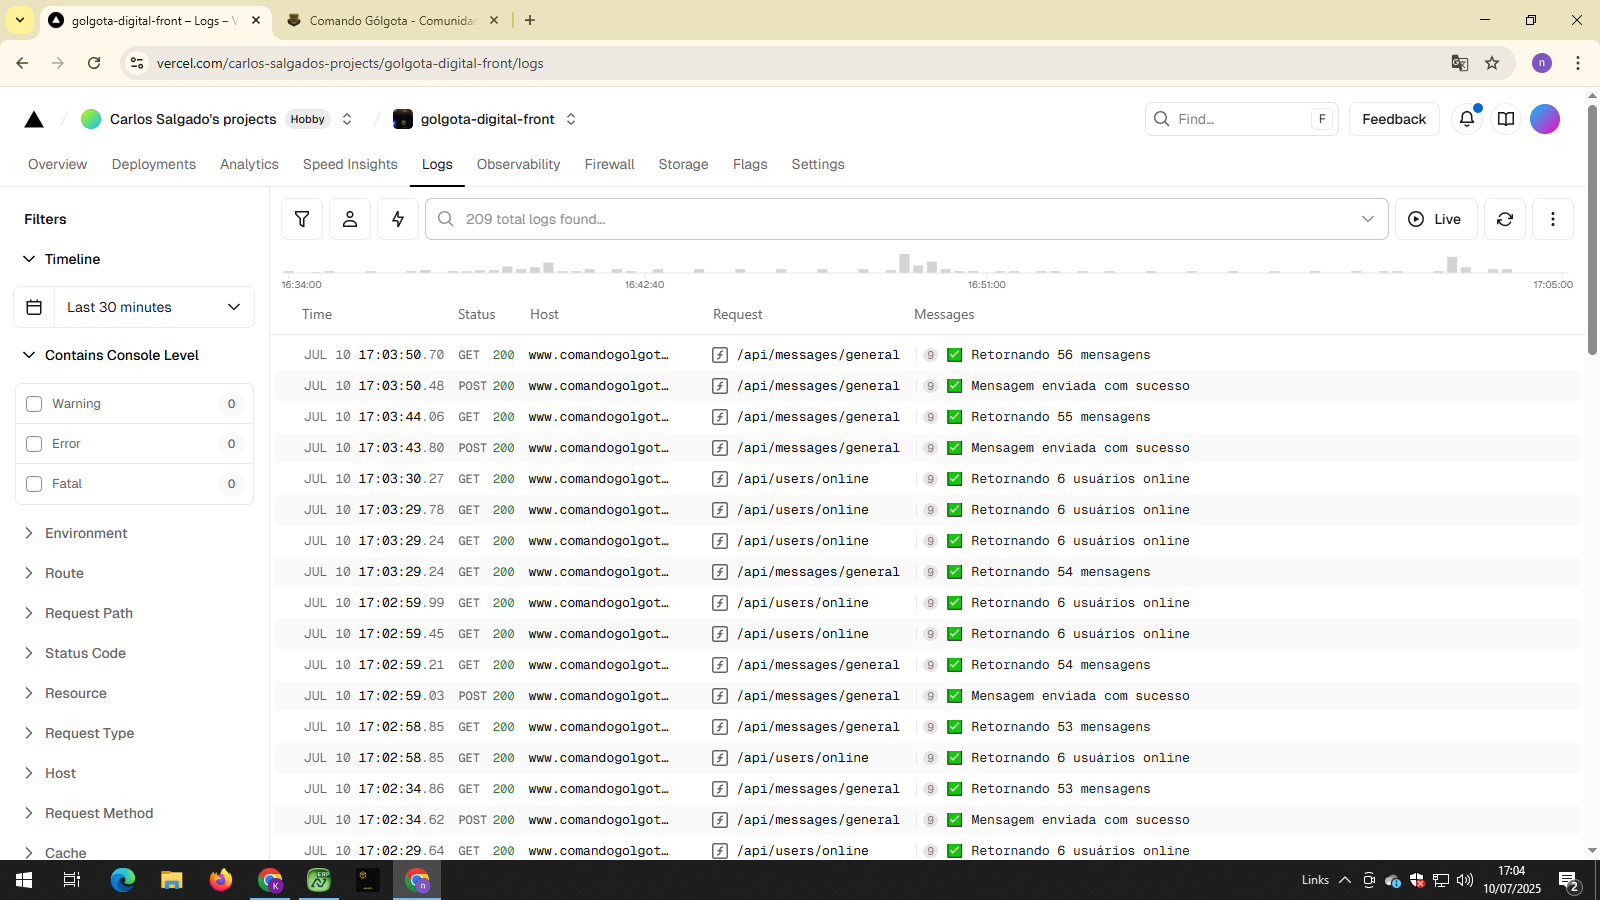 golgota-digital-front – Logs – V
Comando Gólgota - Comunidad
vercel.com/carlos-salgados-projects/golgota-digital-front/logs
n
Carlos Salgado's projects Hobby
golgota-digital-front
Find... F
Feedback
Overview Deployments Analytics Speed Insights Logs Observability Firewall Storage Flags Settings
Filters
Timeline
Last 30 minutes
Contains Console Level
Warning 0
Error 0
Fatal 0
Environment
Route
Request Path
Status Code
Resource
Request Type
Host
Request Method
Cache
209 total logs found...
Live
16:34:00 16:42:40 16:51:00 17:05:00
Time Status Host Request Messages
JUL 10 17:03:50.70 GET 200 www.comandogolgot… /api/messages/general 9 ✅ Retornando 56 mensagens
JUL 10 17:03:50.48 POST 200 www.comandogolgot… /api/messages/general 9 ✅ Mensagem enviada com sucesso
JUL 10 17:03:44.06 GET 200 www.comandogolgot… /api/messages/general 9 ✅ Retornando 55 mensagens
JUL 10 17:03:43.80 POST 200 www.comandogolgot… /api/messages/general 9 ✅ Mensagem enviada com sucesso
JUL 10 17:03:30.27 GET 200 www.comandogolgot… /api/users/online 9 ✅ Retornando 6 usuários online
JUL 10 17:03:29.78 GET 200 www.comandogolgot… /api/users/online 9 ✅ Retornando 6 usuários online
JUL 10 17:03:29.24 GET 200 www.comandogolgot… /api/users/online 9 ✅ Retornando 6 usuários online
JUL 10 17:03:29.24 GET 200 www.comandogolgot… /api/messages/general 9 ✅ Retornando 54 mensagens
JUL 10 17:02:59.99 GET 200 www.comandogolgot… /api/users/online 9 ✅ Retornando 6 usuários online
JUL 10 17:02:59.45 GET 200 www.comandogolgot… /api/users/online 9 ✅ Retornando 6 usuários online
JUL 10 17:02:59.21 GET 200 www.comandogolgot… /api/messages/general 9 ✅ Retornando 54 mensagens
JUL 10 17:02:59.03 POST 200 www.comandogolgot… /api/messages/general 9 ✅ Mensagem enviada com sucesso
JUL 10 17:02:58.85 GET 200 www.comandogolgot… /api/messages/general 9 ✅ Retornando 53 mensagens
JUL 10 17:02:58.85 GET 200 www.comandogolgot… /api/users/online 9 ✅ Retornando 6 usuários online
JUL 10 17:02:34.86 GET 200 www.comandogolgot… /api/messages/general 9 ✅ Retornando 53 mensagens
JUL 10 17:02:34.62 POST 200 www.comandogolgot… /api/messages/general 9 ✅ Mensagem enviada com sucesso
JUL 10 17:02:29.64 GET 200 www.comandogolgot… /api/users/online 9 ✅ Retornando 6 usuários online
K
ERP
n
Links
17:04
10/07/2025
2